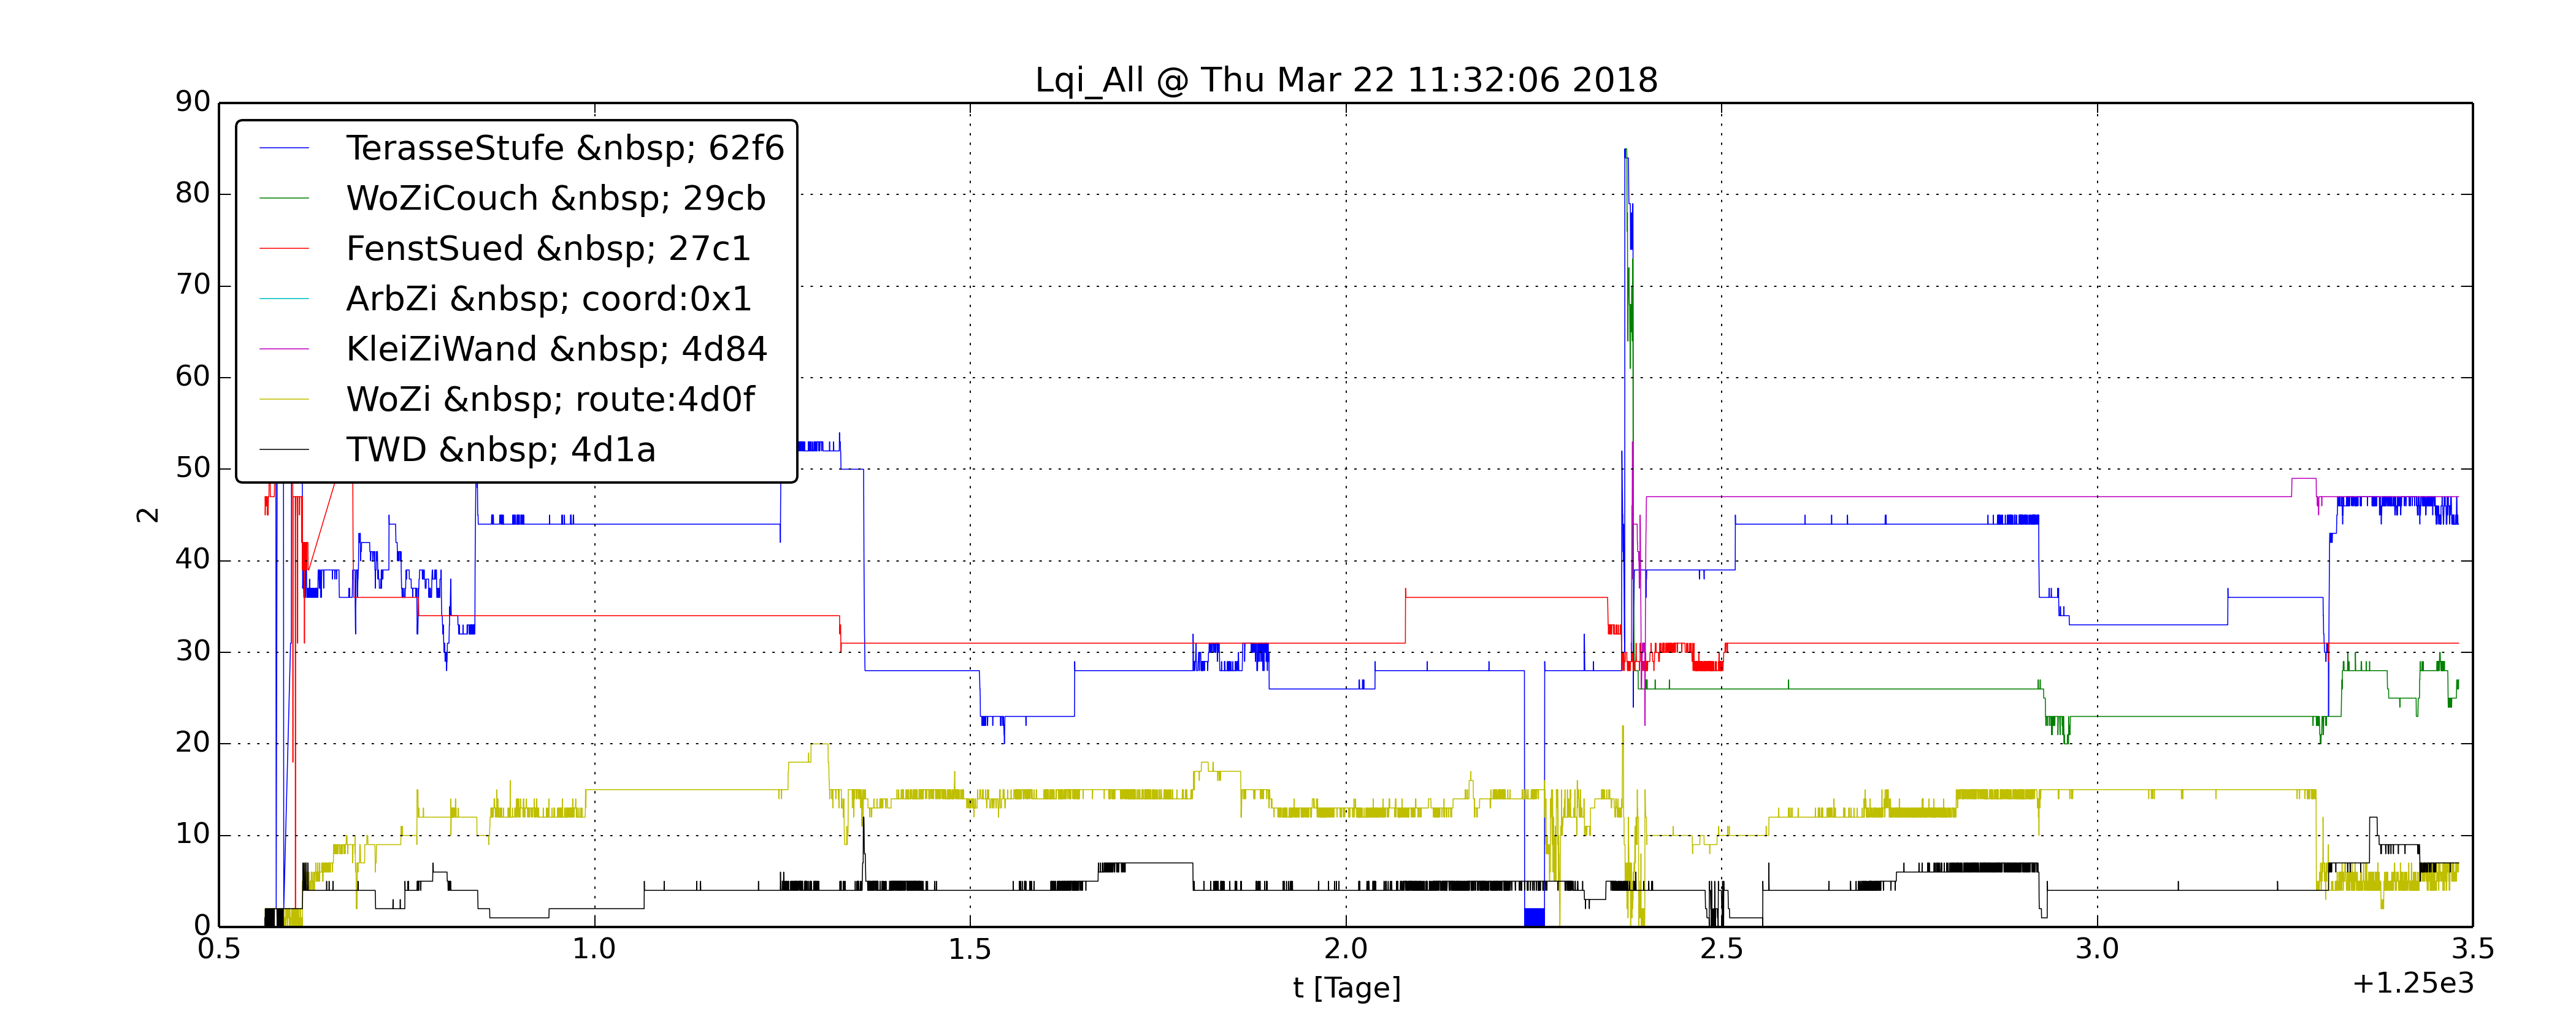 Lqi_All @ Thu Mar 22 11:32:06 2018
90
80
70
60
50
40
30
20
10
0
2
TerasseStufe &nbsp; 62f6
WoZiCouch &nbsp; 29cb
FenstSued &nbsp; 27c1
ArbZi &nbsp; coord:0x1
KleiZiWand &nbsp; 4d84
WoZi &nbsp; route:4d0f
TWD &nbsp; 4d1a
0.5 1.0 1.5 2.0 2.5 3.0 3.5
t [Tage]
+1.25e3